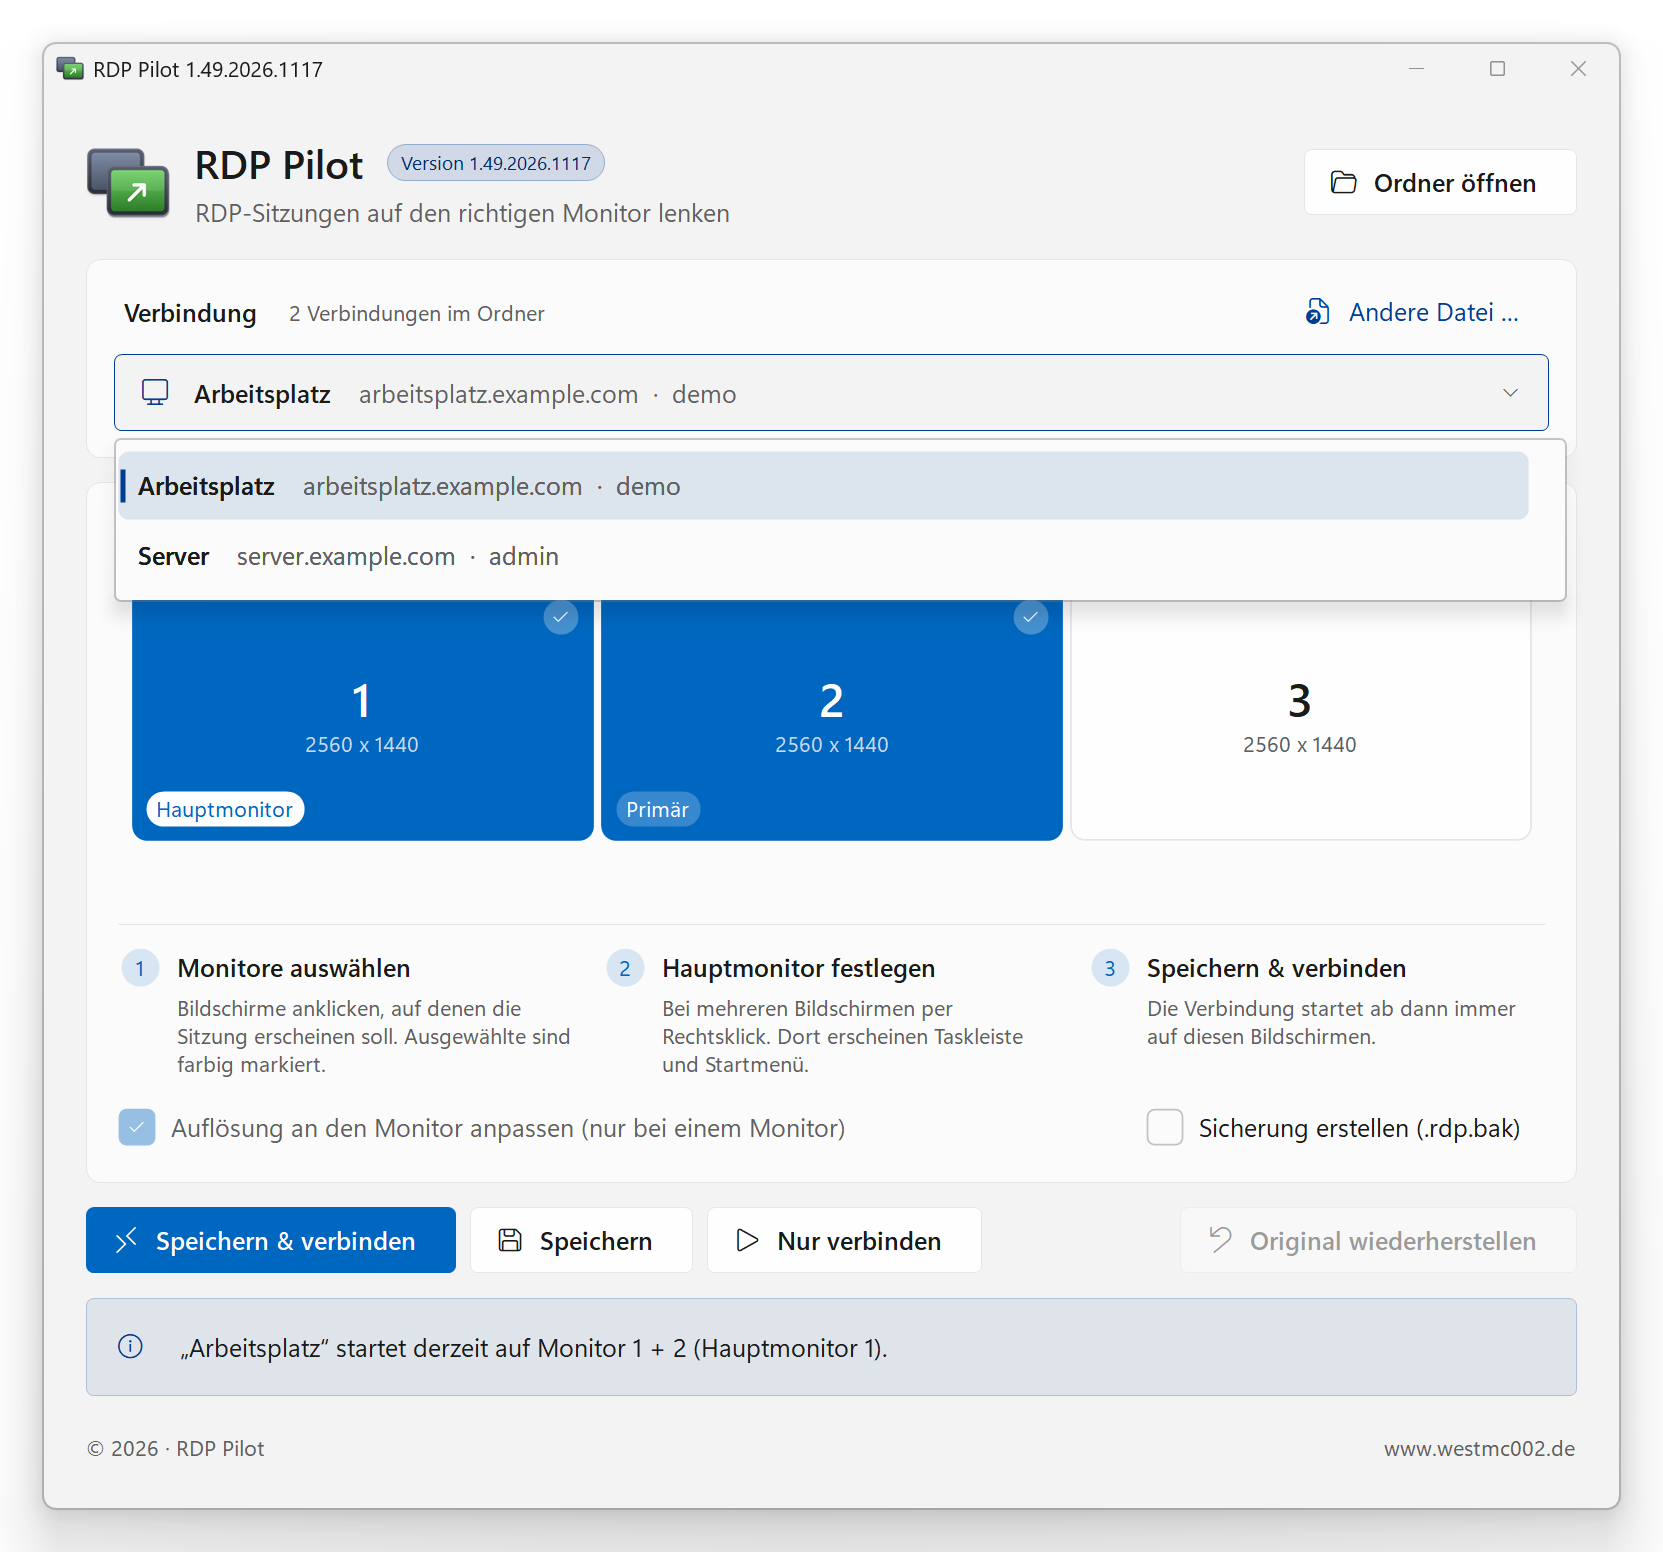 RDP Pilot 1.49.2026.1117
RDP Pilot
Version 1.49.2026.1117
RDP-Sitzungen auf den richtigen Monitor lenken
Ordner öffnen
Verbindung
2 Verbindungen im Ordner
Andere Datei ...
Arbeitsplatz arbeitsplatz.example.com · demo
Arbeitsplatz arbeitsplatz.example.com · demo
Server server.example.com · admin
1
2560 x 1440
Hauptmonitor
2
2560 x 1440
Primär
3
2560 x 1440
1 Monitore auswählen
Bildschirme anklicken, auf denen die
Sitzung erscheinen soll. Ausgewählte sind
farbig markiert.
2 Hauptmonitor festlegen
Bei mehreren Bildschirmen per
Rechtsklick. Dort erscheinen Taskleiste
und Startmenü.
3 Speichern & verbinden
Die Verbindung startet ab dann immer
auf diesen Bildschirmen.
Auflösung an den Monitor anpassen (nur bei einem Monitor)
Sicherung erstellen (.rdp.bak)
Speichern & verbinden
Speichern
Nur verbinden
Original wiederherstellen
„Arbeitsplatz“ startet derzeit auf Monitor 1 + 2 (Hauptmonitor 1).
© 2026 · RDP Pilot
www.westmc002.de